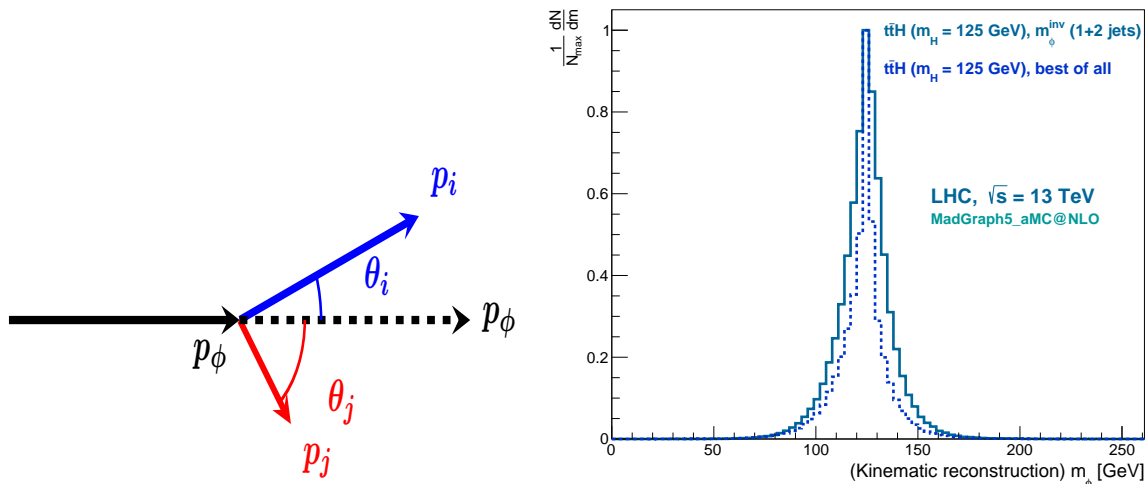 p_i
θ_i
p_ϕ
p_ϕ
θ_j
p_j
1/N_max dN/dm
tt̄H (m_H = 125 GeV), m_ϕ^inv (1+2 jets)
tt̄H (m_H = 125 GeV), best of all
LHC, √s = 13 TeV
MadGraph5_aMC@NLO
1
0.8
0.6
0.4
0.2
0
0 50 100 150 200 250
(Kinematic reconstruction) m_ϕ [GeV]